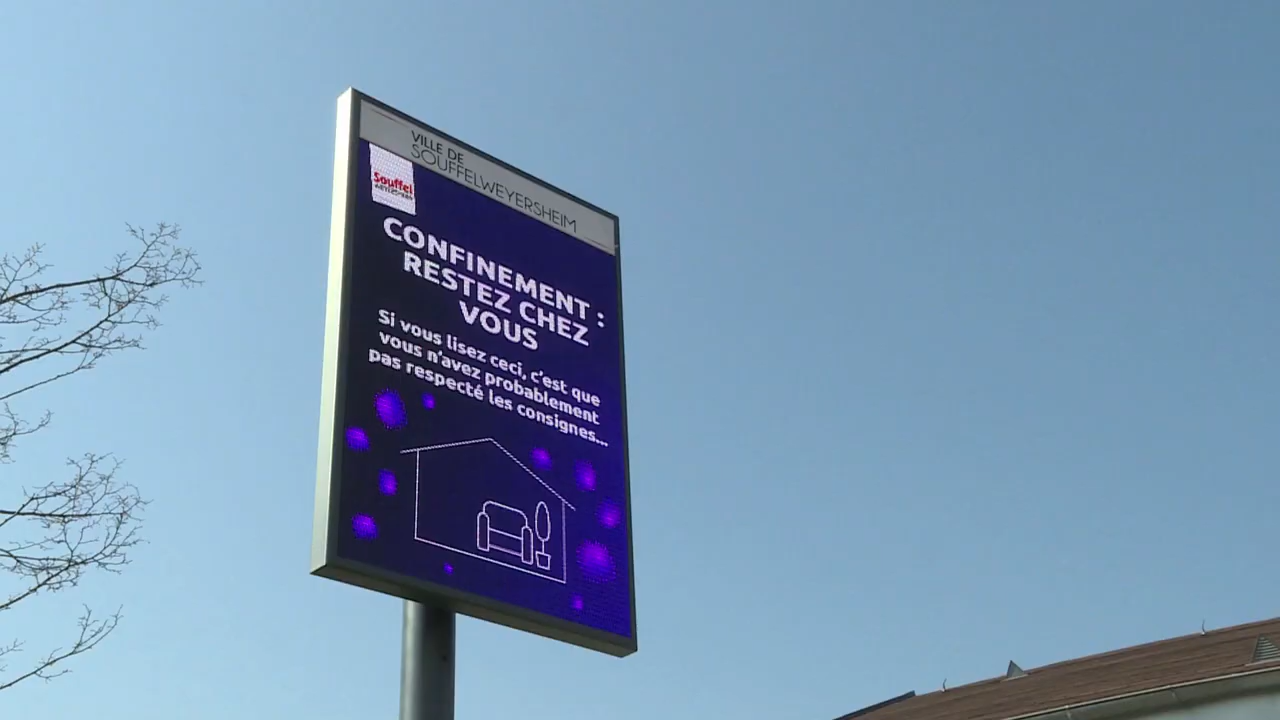 VILLE DE
SOUFFELWEYERSHEIM
Souffel
WEYERSHEIM
CONFINEMENT :
RESTEZ CHEZ
VOUS
Si vous lisez ceci, c'est que
vous n'avez probablement
pas respecté les consignes...